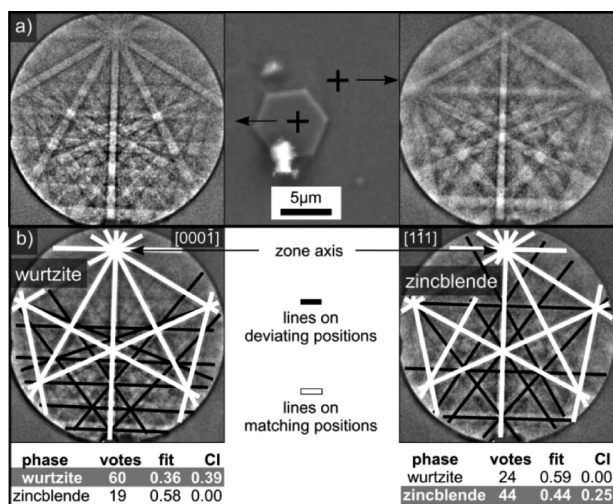 a)
5µm
b)
[0001̄]
zone axis
[11̄1]
wurtzite
zincblende
lines on
deviating positions
lines on
matching positions
phase votes fit CI
wurtzite 60 0.36 0.39
zincblende 19 0.58 0.00
phase votes fit CI
wurtzite 24 0.59 0.00
zincblende 44 0.44 0.25